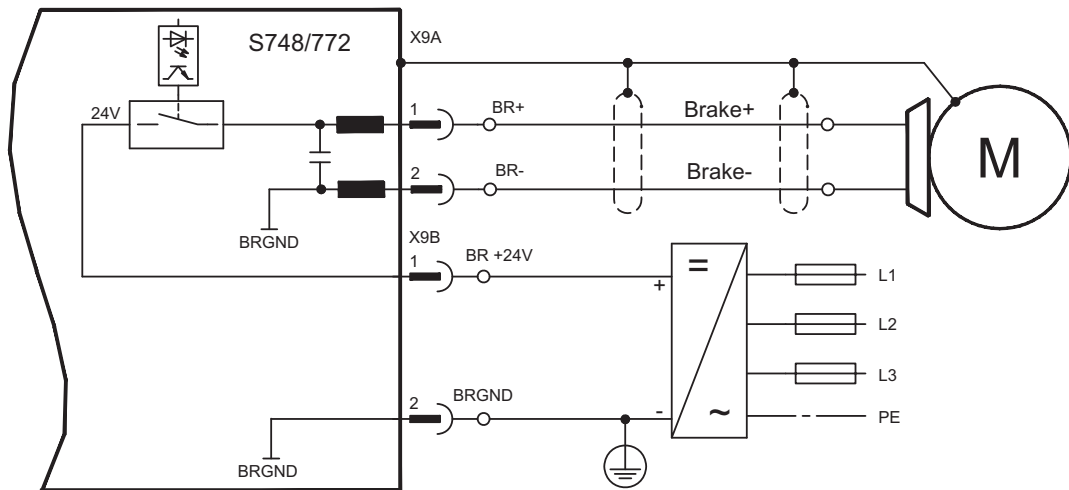 S748/772
X9A
24V
1
BR+
Brake+
2
BR-
Brake-
M
BRGND
X9B
1
BR +24V
+
=
L1
L2
L3
2
BRGND
-
~
PE
BRGND